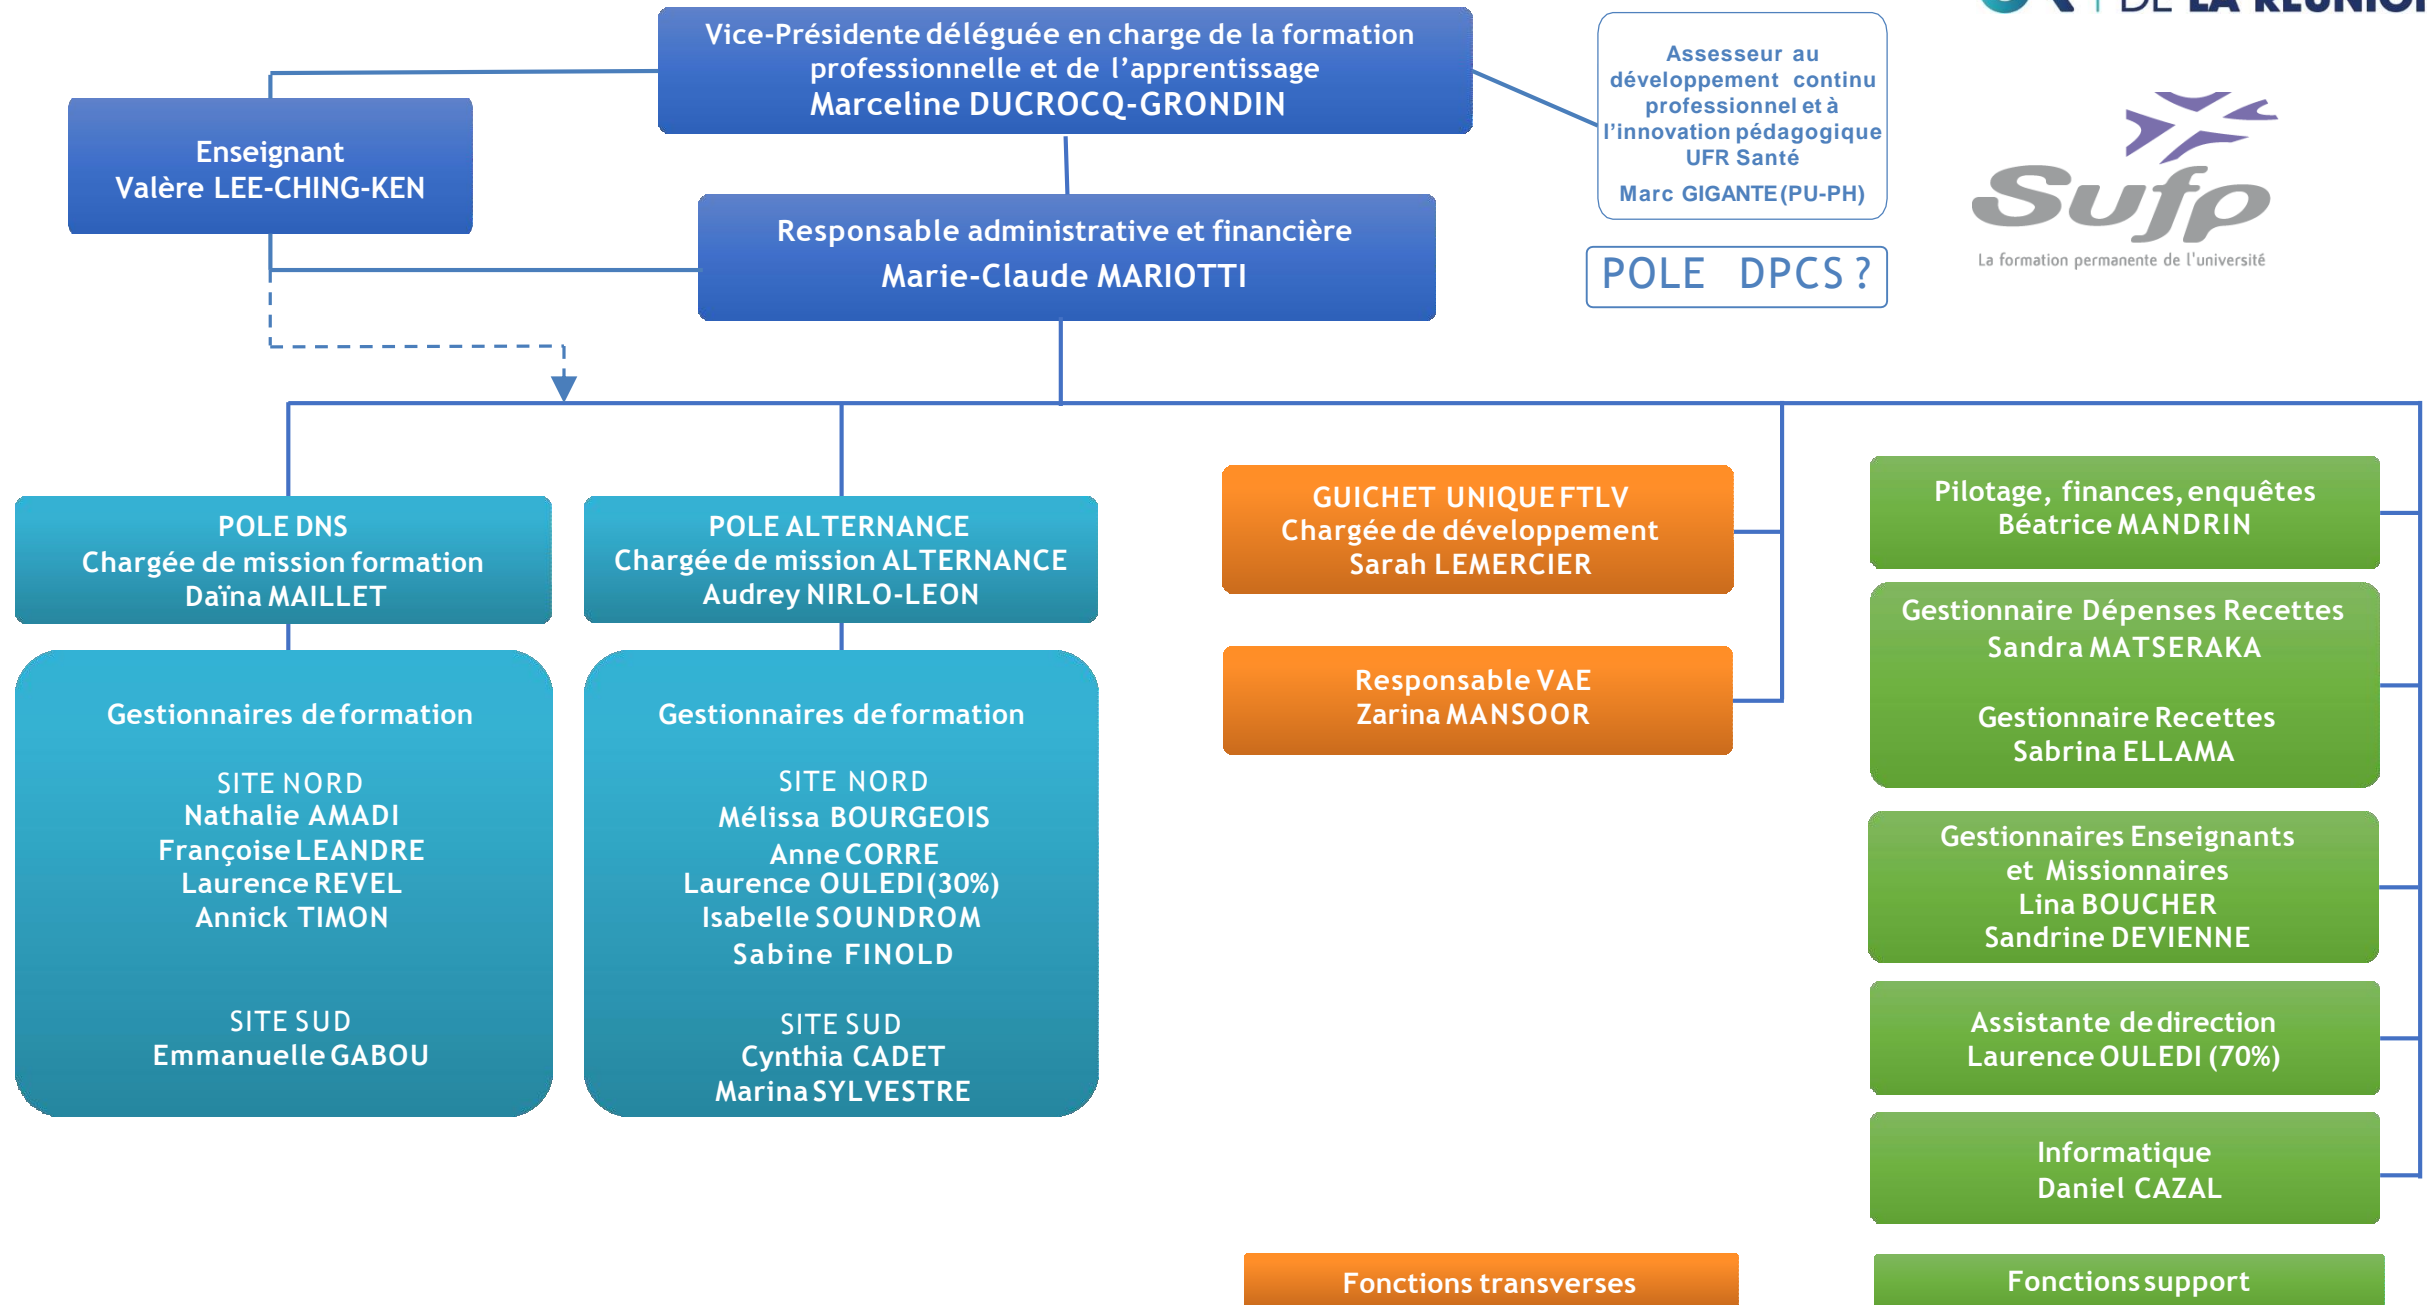 Vice-Présidente déléguée en charge de la formation
professionnelle et de l’apprentissage
Marceline DUCROCQ-GRONDIN
Assesseur au
développement continu
professionnel et à
l’innovation pédagogique
UFR Santé
Marc GIGANTE (PU-PH)
DE LA RÉUNION
Enseignant
Valère LEE-CHING-KEN
Responsable administrative et financière
Marie-Claude MARIOTTI
POLE DPCS ?
Sufp
La formation permanente de l'université
POLE DNS
Chargée de mission formation
Daïna MAILLET
Gestionnaires de formation
SITE NORD
Nathalie AMADI
Françoise LEANDRE
Laurence REVEL
Annick TIMON
SITE SUD
Emmanuelle GABOU
POLE ALTERNANCE
Chargée de mission ALTERNANCE
Audrey NIRLO-LEON
Gestionnaires de formation
SITE NORD
Mélissa BOURGEOIS
Anne CORRE
Laurence OULEDI (30%)
Isabelle SOUNDROM
Sabine FINOLD
SITE SUD
Cynthia CADET
Marina SYLVESTRE
GUICHET UNIQUE FTLV
Chargée de développement
Sarah LEMERCIER
Responsable VAE
Zarina MANSOOR
Pilotage, finances, enquêtes
Béatrice MANDRIN
Gestionnaire Dépenses Recettes
Sandra MATSERAKA
Gestionnaire Recettes
Sabrina ELLAMA
Gestionnaires Enseignants
et Missionnaires
Lina BOUCHER
Sandrine DEVIENNE
Assistante de direction
Laurence OULEDI (70%)
Informatique
Daniel CAZAL
Fonctions transverses
Fonctions support